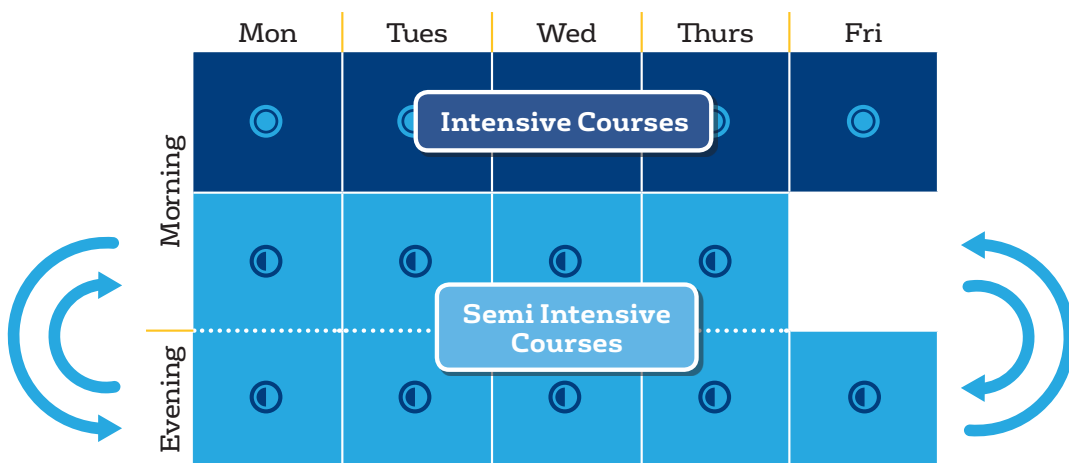 Mon Tues Wed Thurs Fri
Morning
Intensive Courses
Semi Intensive
Courses
Evening